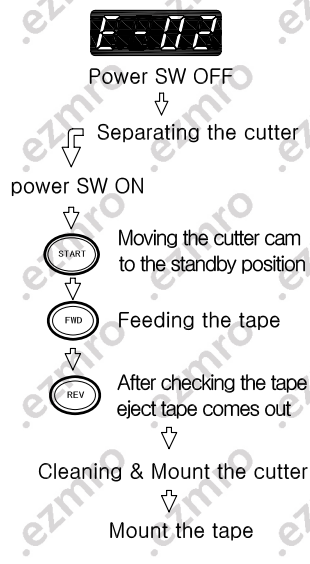 E-02
Power SW OFF
Separating the cutter
power SW ON
START
Moving the cutter cam
to the standby position
FWD
Feeding the tape
REV
After checking the tape
eject tape comes out
Cleaning & Mount the cutter
Mount the tape
.ezmro